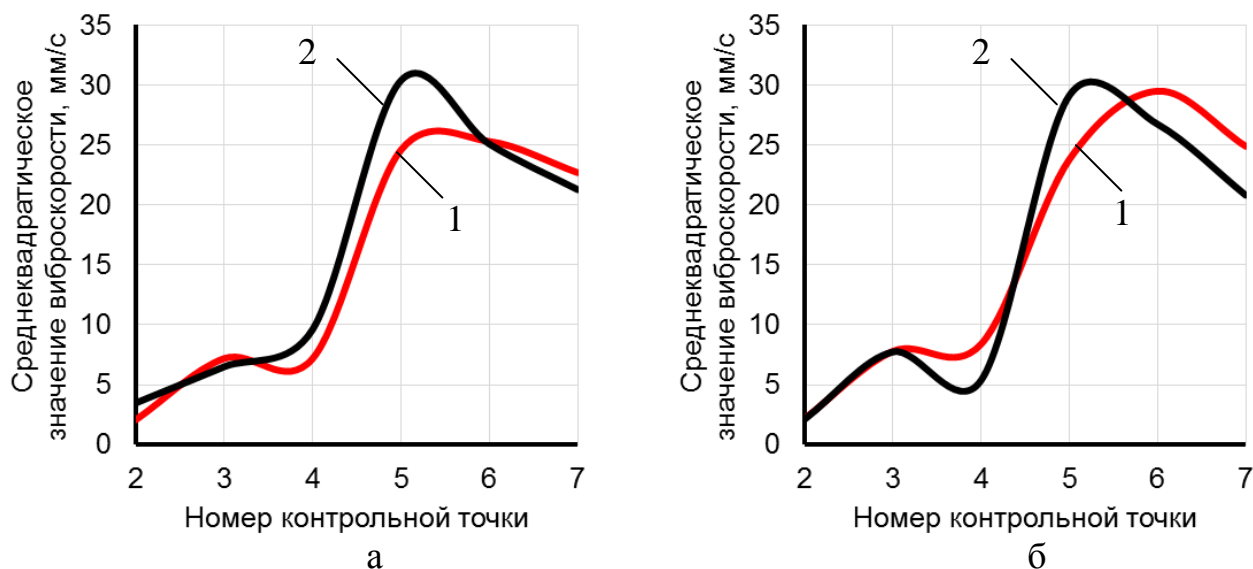 Среднеквадратическое
значение виброскорости, мм/с
35
30
25
20
15
10
5
0
2
1
2 3 4 5 6 7
Номер контрольной точки
а
Среднеквадратическое
значение виброскорости, мм/с
35
30
25
20
15
10
5
0
2
1
2 3 4 5 6 7
Номер контрольной точки
б